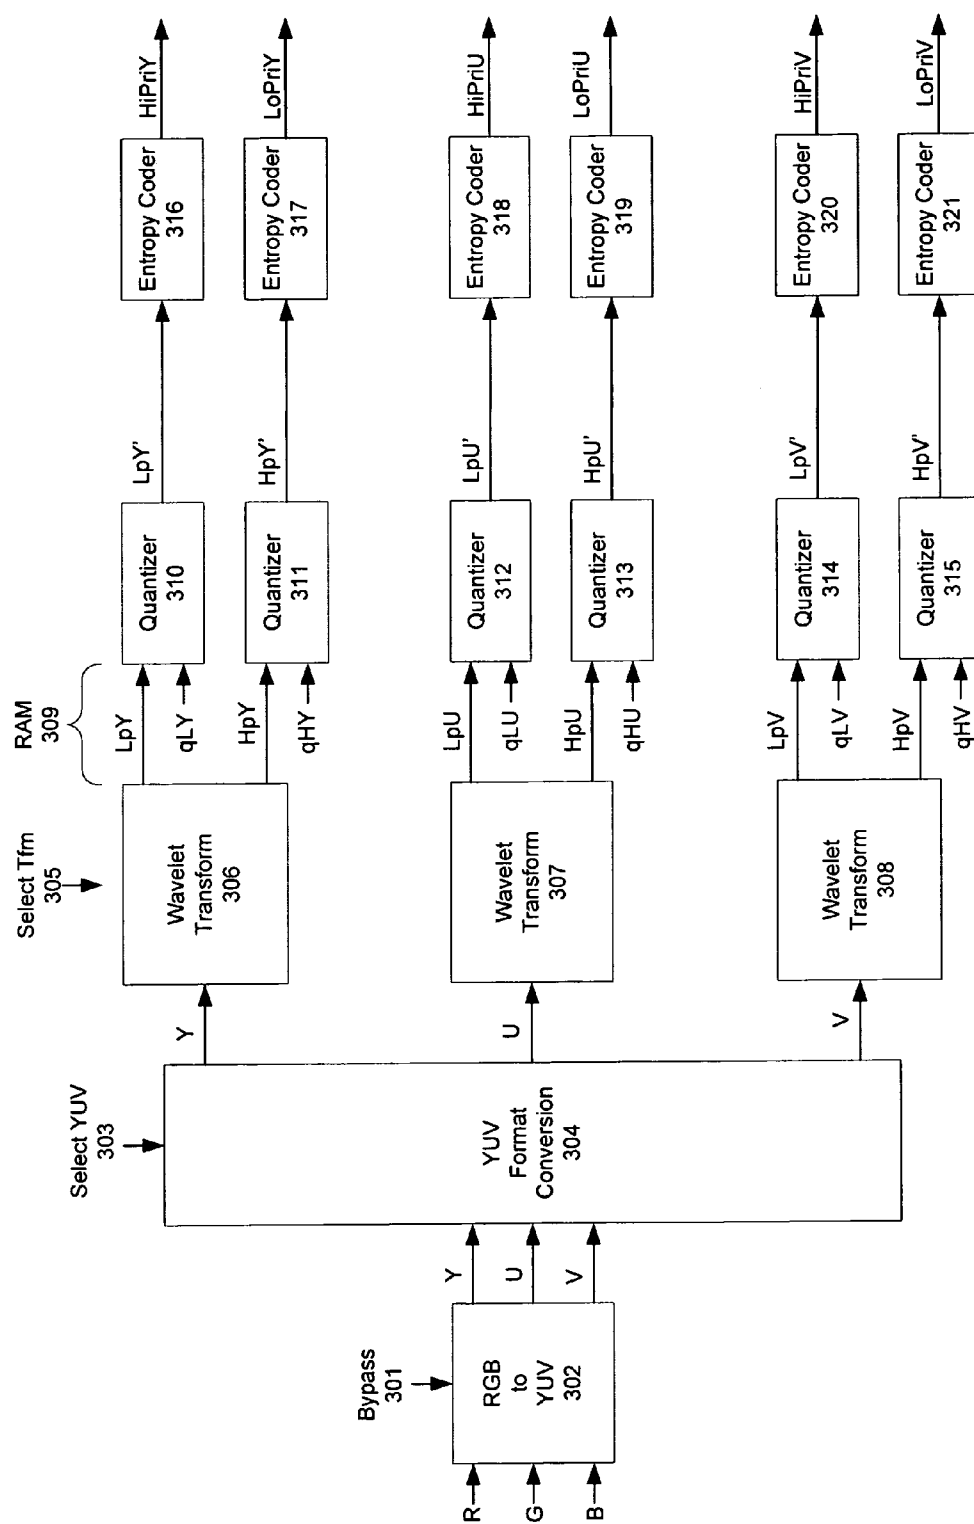 R
G
B
Bypass
301
RGB
to
YUV
302
Y
U
V
Select YUV
303
YUV
Format
Conversion
304
Y
U
V
Select Tfm
305
Wavelet
Transform
306
Wavelet
Transform
307
Wavelet
Transform
308
RAM
309
LpY
qLY
HpY
qHY
LpU
qLU
HpU
qHU
LpV
qLV
HpV
qHV
Quantizer
310
Quantizer
311
Quantizer
312
Quantizer
313
Quantizer
314
Quantizer
315
LpY'
HpY'
LpU'
HpU'
LpV'
HpV'
Entropy Coder
316
Entropy Coder
317
Entropy Coder
318
Entropy Coder
319
Entropy Coder
320
Entropy Coder
321
HiPriY
LoPriY
HiPriU
LoPriU
HiPriV
LoPriV